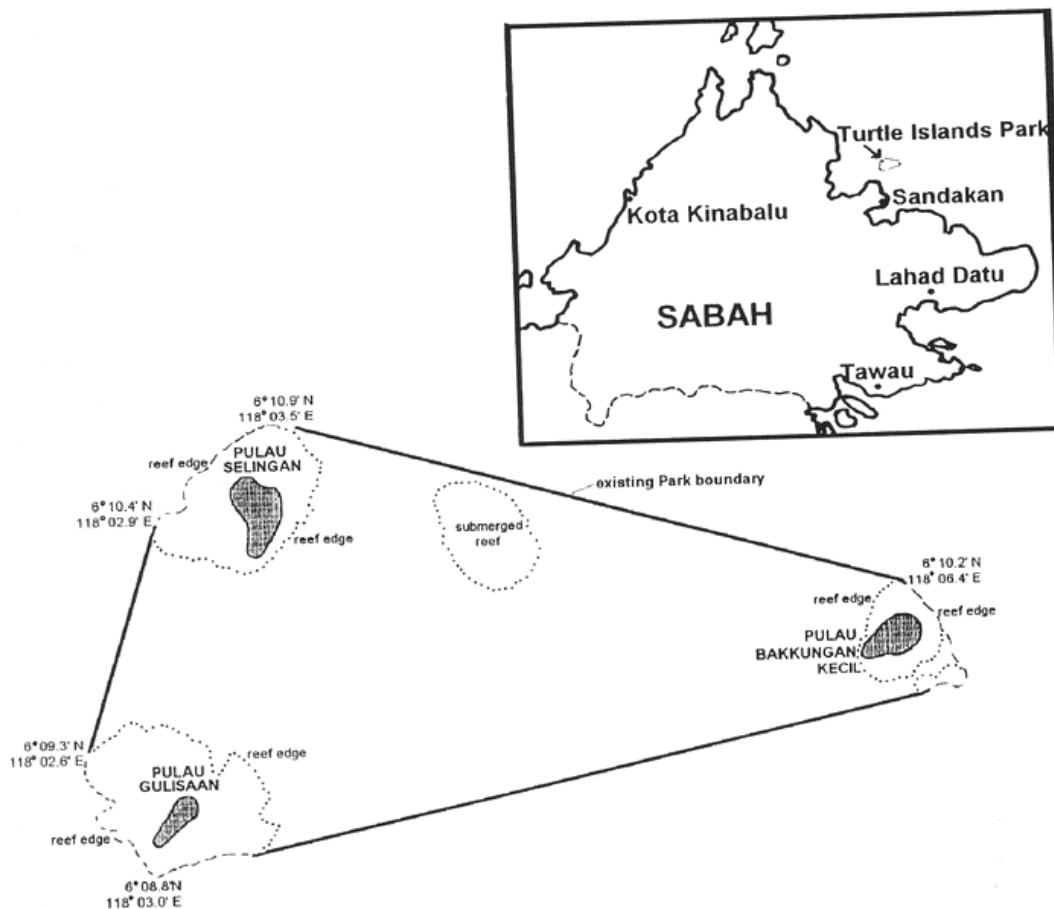 Turtle Islands Park
Kota Kinabalu
Sandakan
Lahad Datu
SABAH
Tawau
6° 10.9' N
118° 03.5' E
reef edge
PULAU
SELINGAN
6° 10.4' N
118° 02.9' E
reef edge
existing Park boundary
submerged
reef
6° 10.2' N
118° 06.4' E
reef edge
reef edge
PULAU
BAKKUNGAN
KECIL
6° 09.3' N
118° 02.6' E
reef edge
PULAU
GULISAAN
reef edge
6° 08.8'N
118° 03.0' E